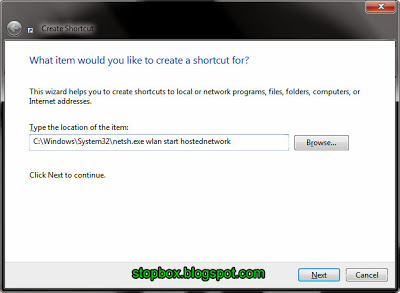 Create Shortcut
What item would you like to create a shortcut for?
This wizard helps you to create shortcuts to local or network programs, files, folders, computers, or
Internet addresses.
Type the location of the item:
C:\Windows\System32\netsh.exe wlan start hostednetwork
Browse...
Click Next to continue.
stopbox.blogspot.com
Next
Cancel